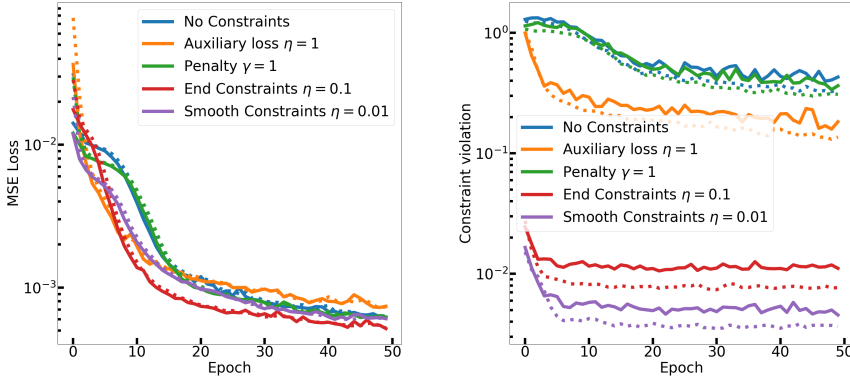 No Constraints
Auxiliary loss η = 1
Penalty γ = 1
End Constraints η = 0.1
Smooth Constraints η = 0.01
MSE Loss
10⁻²
10⁻³
0 10 20 30 40 50
Epoch
Constraint violation
10⁰
10⁻¹
10⁻²
No Constraints
Auxiliary loss η = 1
Penalty γ = 1
End Constraints η = 0.1
Smooth Constraints η = 0.01
0 10 20 30 40 50
Epoch